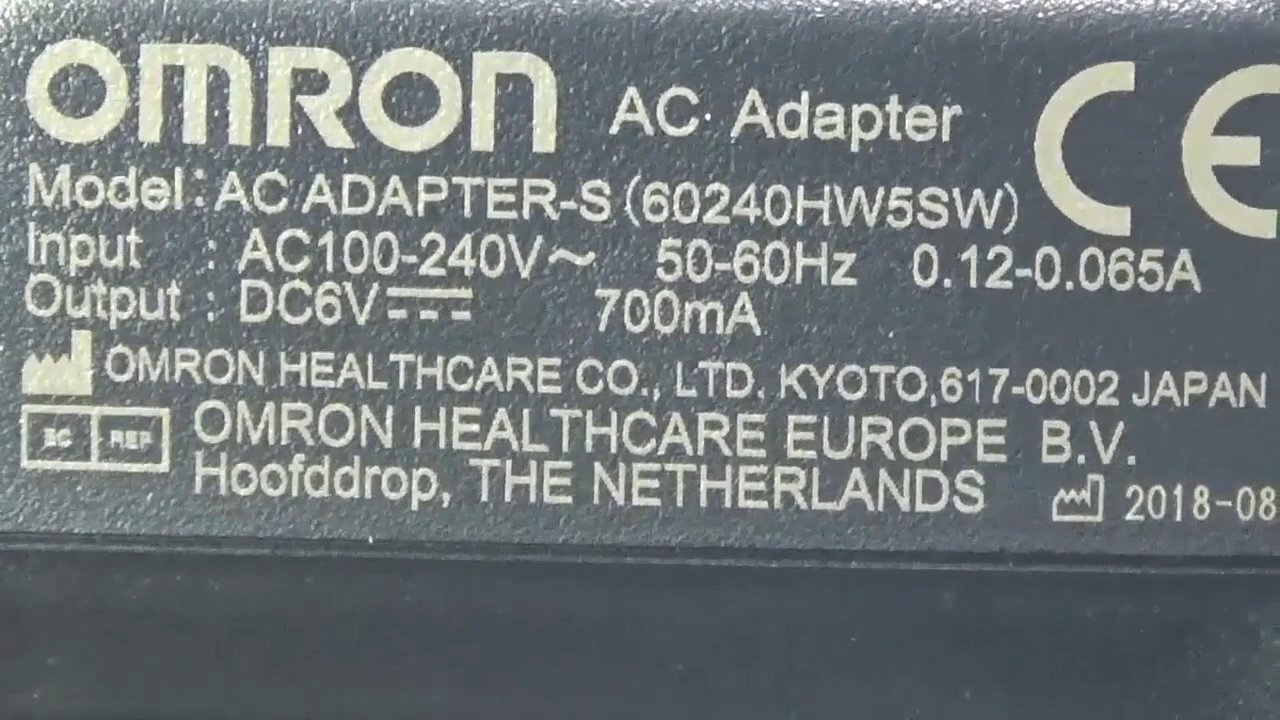 OMRON AC Adapter CE
Model: AC ADAPTER-S (60240HW5SW)
Input : AC100-240V~ 50-60Hz 0.12-0.065A
Output : DC6V⎓ 700mA
OMRON HEALTHCARE CO., LTD. KYOTO,617-0002 JAPAN
EC REP OMRON HEALTHCARE EUROPE B.V.
Hoofddrop, THE NETHERLANDS 2018-08